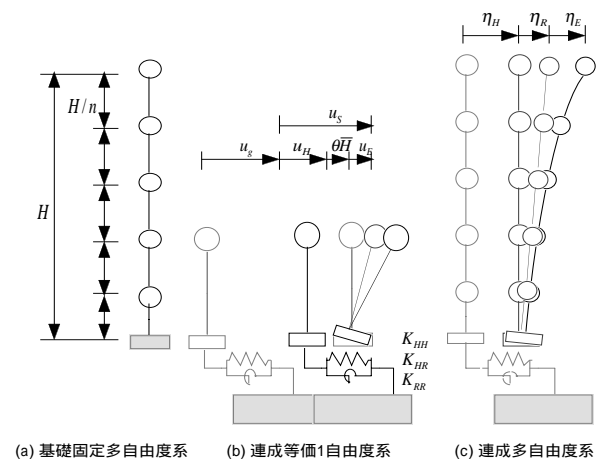 η_H η_R η_E
H/n
H
u_S
u_g u_H θH̅ u_E
K_HH
K_HR
K_RR
(a) 基礎固定多自由度系 (b) 連成等価1自由度系 (c) 連成多自由度系